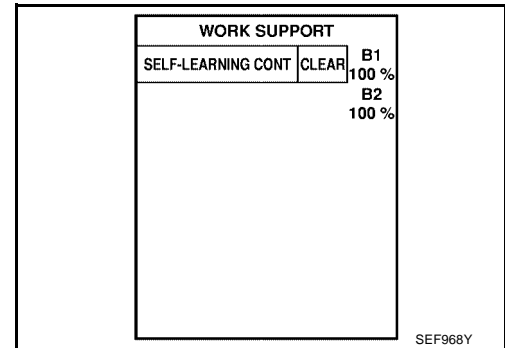 WORK SUPPORT
SELF-LEARNING CONT CLEAR B1
100 %
B2
100 %
SEF968Y